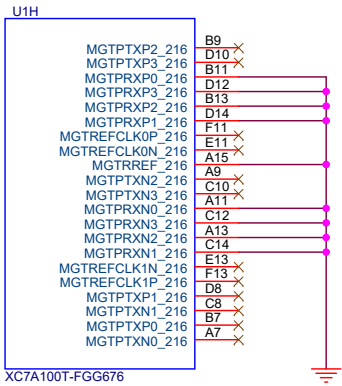 U1H
MGTPTXP2_216 B9
MGTPTXP3_216 D10
MGTPRXP0_216 B11
MGTPRXP3_216 D12
MGTPRXP2_216 B13
MGTPRXP1_216 D14
MGTREFCLK0P_216 F11
MGTREFCLK0N_216 E11
MGTRREF_216 A15
MGTPTXN2_216 A9
MGTPTXN3_216 C10
MGTPRXN0_216 A11
MGTPRXN3_216 C12
MGTPRXN2_216 A13
MGTPRXN1_216 C14
MGTREFCLK1N_216 E13
MGTREFCLK1P_216 F13
MGTPTXP1_216 D8
MGTPTXN1_216 C8
MGTPTXP0_216 B7
MGTPTXN0_216 A7
XC7A100T-FGG676